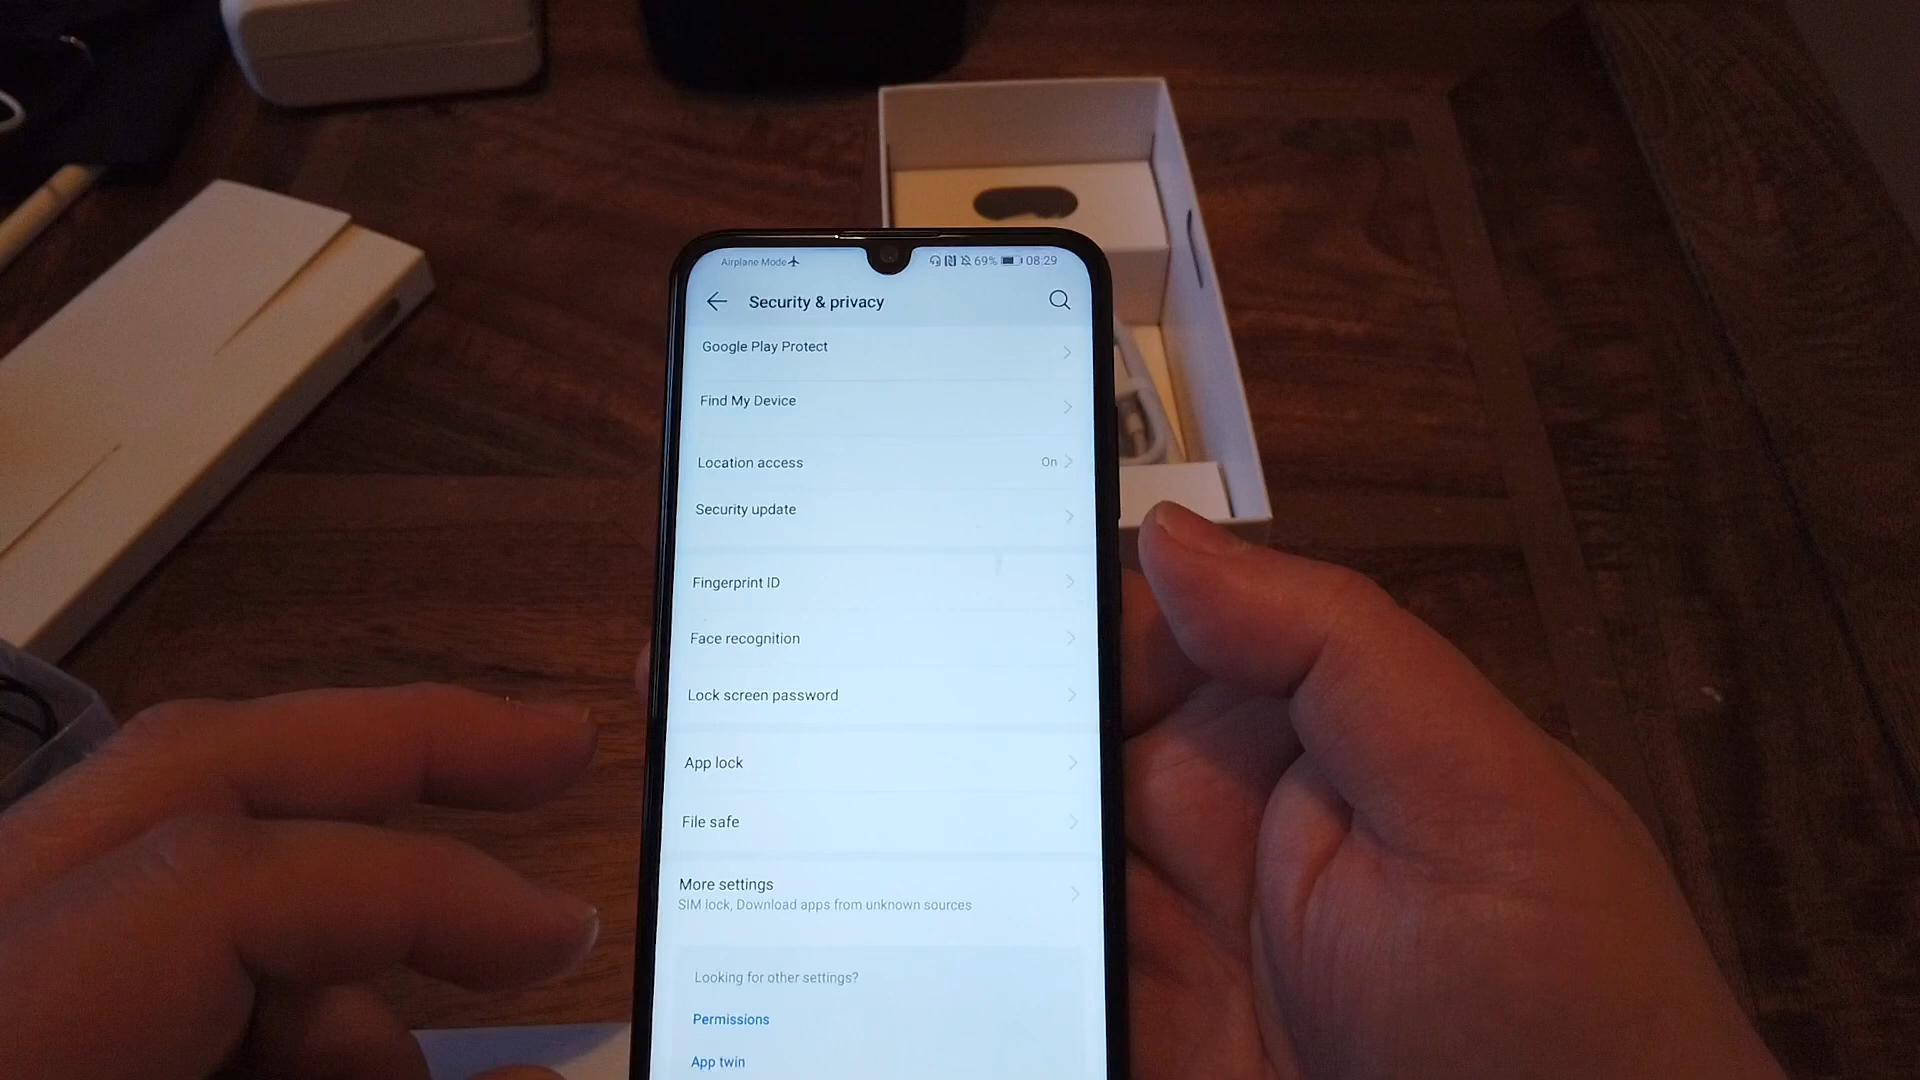 Airplane Mode 69% 08:29
Security & privacy
Google Play Protect
Find My Device
Location access On
Security update
Fingerprint ID
Face recognition
Lock screen password
App lock
File safe
More settings
SIM lock, Download apps from unknown sources
Looking for other settings?
Permissions
App twin